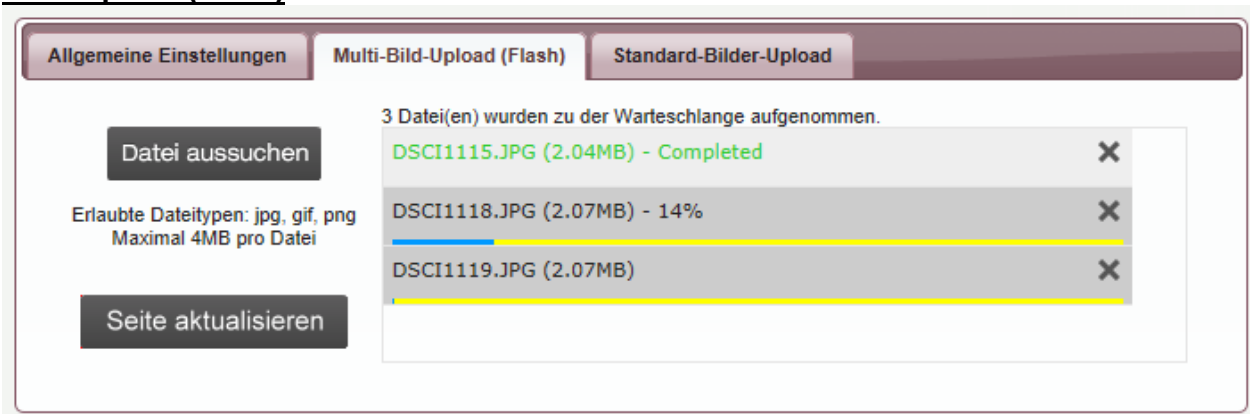 Allgemeine Einstellungen
Multi-Bild-Upload (Flash)
Standard-Bilder-Upload
3 Datei(en) wurden zu der Warteschlange aufgenommen.
Datei aussuchen
DSCI1115.JPG (2.04MB) - Completed
Erlaubte Dateitypen: jpg, gif, png
Maximal 4MB pro Datei
DSCI1118.JPG (2.07MB) - 14%
DSCI1119.JPG (2.07MB)
Seite aktualisieren